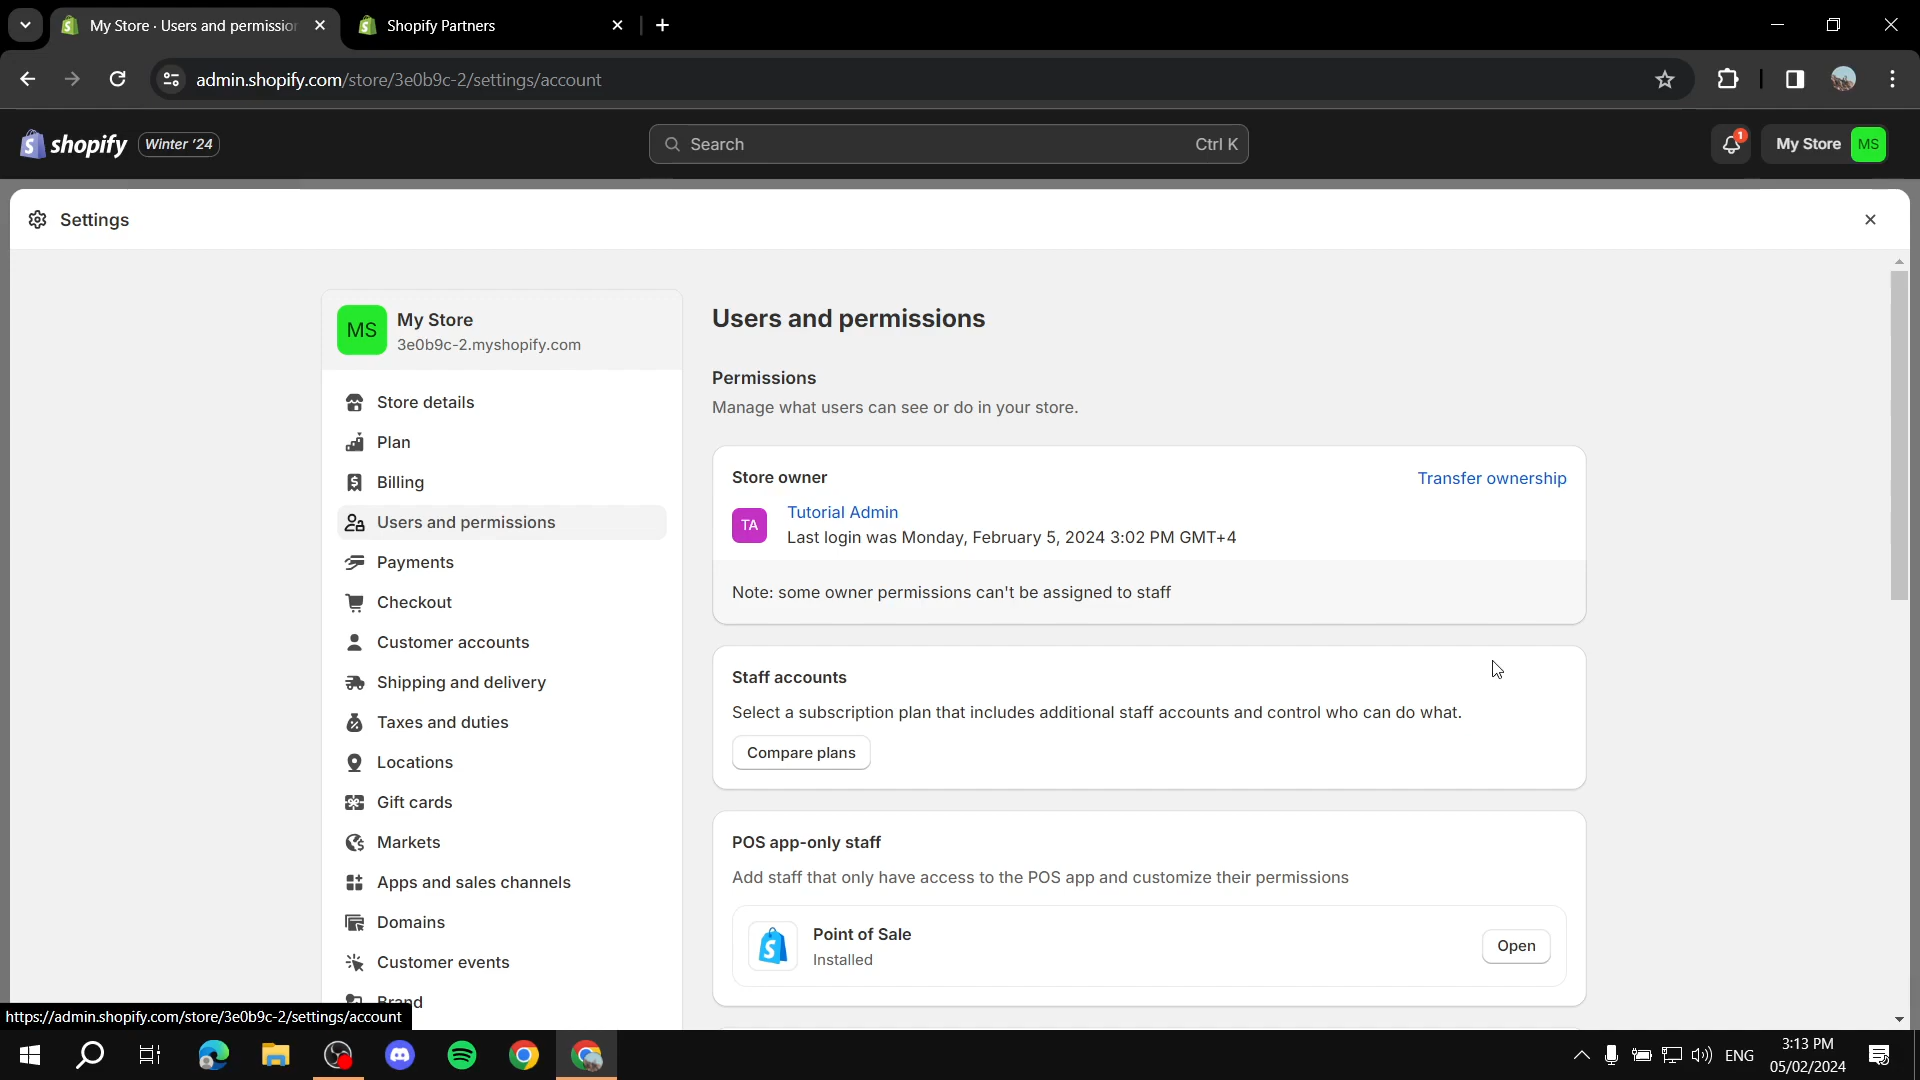 My Store · Users and permission
Shopify Partners
admin.shopify.com/store/3e0b9c-2/settings/account
shopify
Winter '24
Search
Ctrl K
1
My Store
MS
Settings
MS
My Store
3e0b9c-2.myshopify.com
Store details
Plan
Billing
Users and permissions
Payments
Checkout
Customer accounts
Shipping and delivery
Taxes and duties
Locations
Gift cards
Markets
Apps and sales channels
Domains
Customer events
Brand
Users and permissions
Permissions
Manage what users can see or do in your store.
Store owner
Transfer ownership
TA
Tutorial Admin
Last login was Monday, February 5, 2024 3:02 PM GMT+4
Note: some owner permissions can't be assigned to staff
Staff accounts
Select a subscription plan that includes additional staff accounts and control who can do what.
Compare plans
POS app-only staff
Add staff that only have access to the POS app and customize their permissions
Point of Sale
Installed
Open
https://admin.shopify.com/store/3e0b9c-2/settings/account
ENG
3:13 PM
05/02/2024